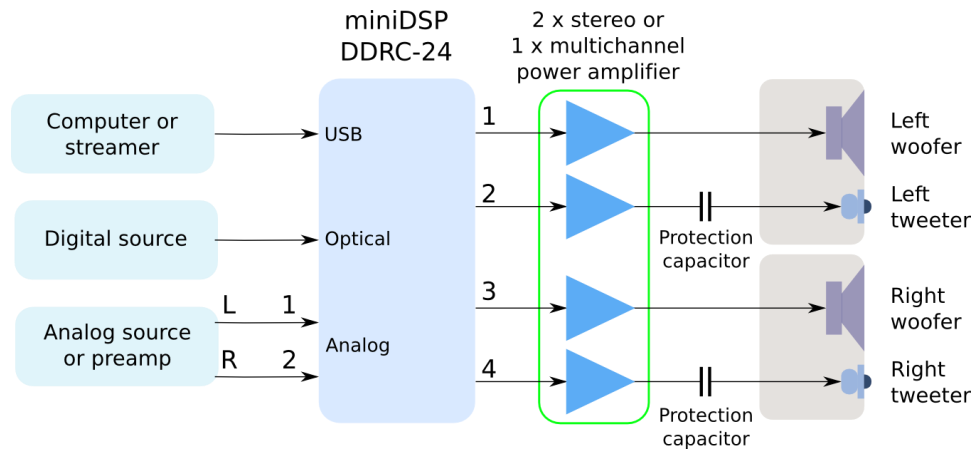 miniDSP
DDRC-24
2 x stereo or
1 x multichannel
power amplifier
Computer or
streamer
USB
1
Left
woofer
2
Left
tweeter
Digital source
Optical
Protection
capacitor
L 1
Analog source
or preamp
R 2
Analog
3
Right
woofer
4
Right
tweeter
Protection
capacitor